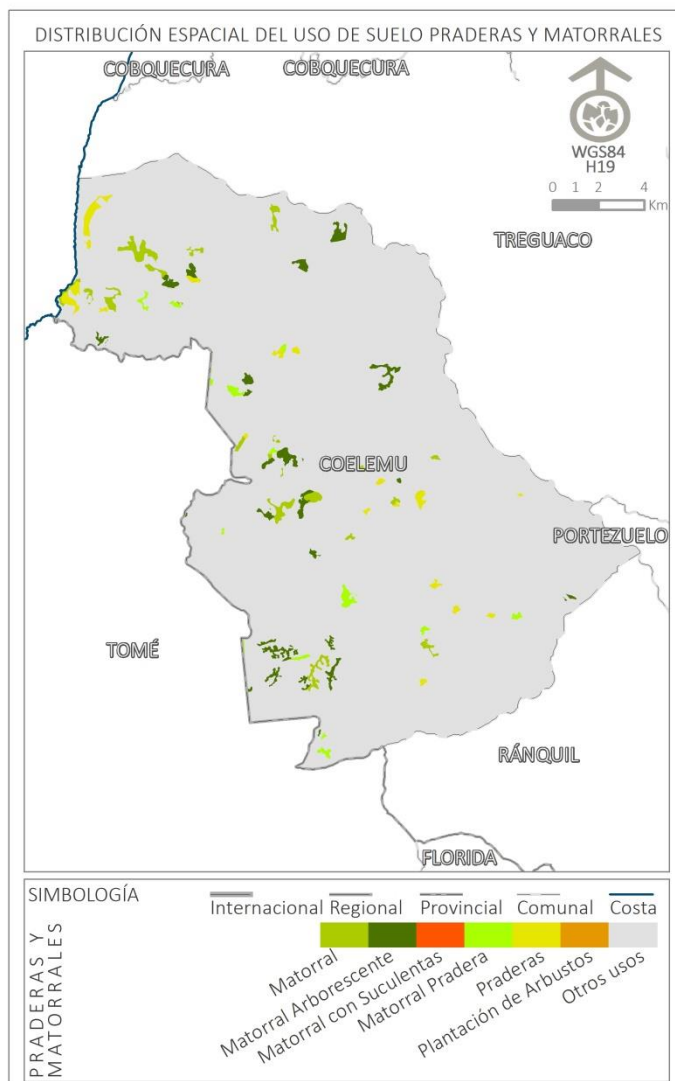 DISTRIBUCIÓN ESPACIAL DEL USO DE SUELO PRADERAS Y MATORRALES
COBQUECURA COBQUECURA
WGS84
H19
0 1 2 4
Km
TREGUACO
COELEMU
PORTEZUELO
TOMÉ
RÁNQUIL
FLORIDA
SIMBOLOGÍA
Internacional Regional Provincial Comunal Costa
PRADERAS Y
MATORRALES
Matorral
Matorral Arborescente
Matorral con Suculentas
Matorral Pradera
Praderas
Plantación de Arbustos
Otros usos